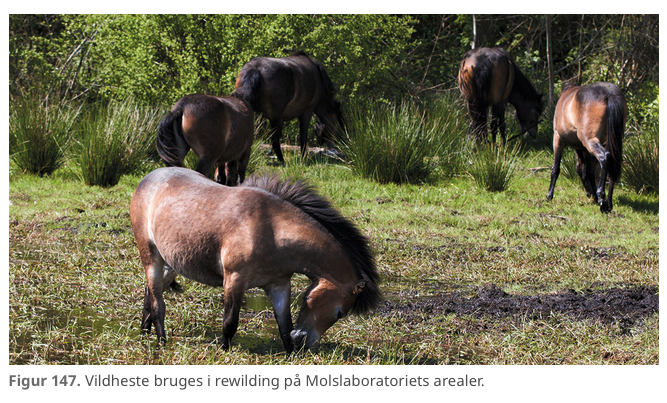 Figur 147. Vildheste bruges i rewilding på Molslaboratoriets arealer.